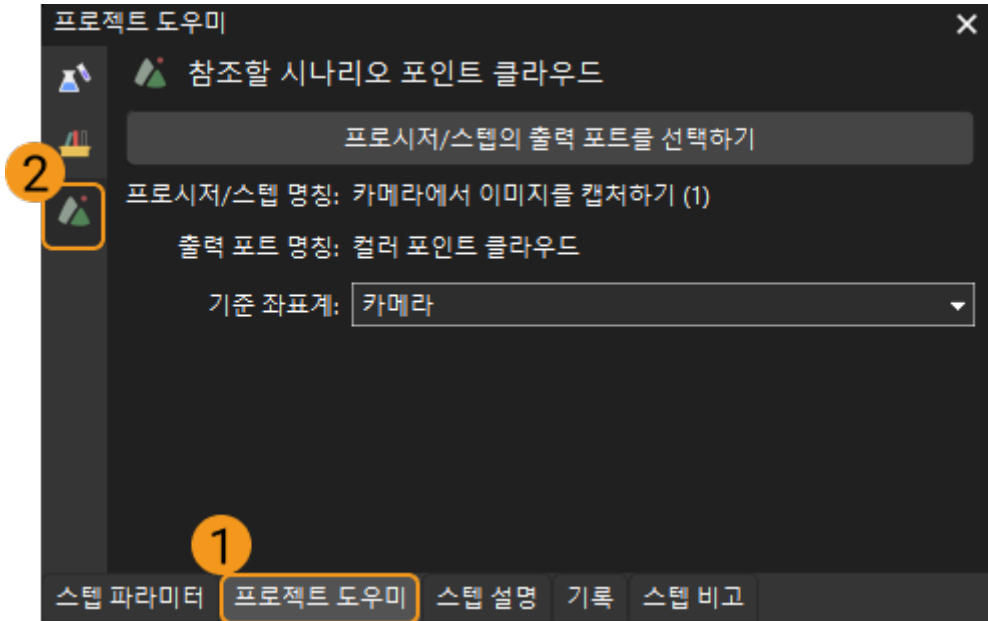 프로젝트 도우미
참조할 시나리오 포인트 클라우드
프로시저/스텝의 출력 포트를 선택하기
2
프로시저/스텝 명칭: 카메라에서 이미지를 캡처하기 (1)
출력 포트 명칭: 컬러 포인트 클라우드
기준 좌표계: 카메라
1
스텝 파라미터 프로젝트 도우미 스텝 설명 기록 스텝 비고